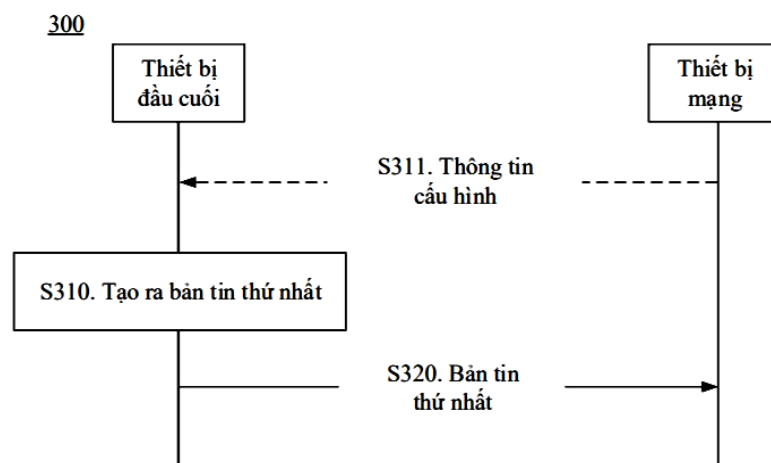 300
Thiết bị
đầu cuối
Thiết bị
mạng
S311. Thông tin
cấu hình
S310. Tạo ra bản tin thứ nhất
S320. Bản tin
thứ nhất